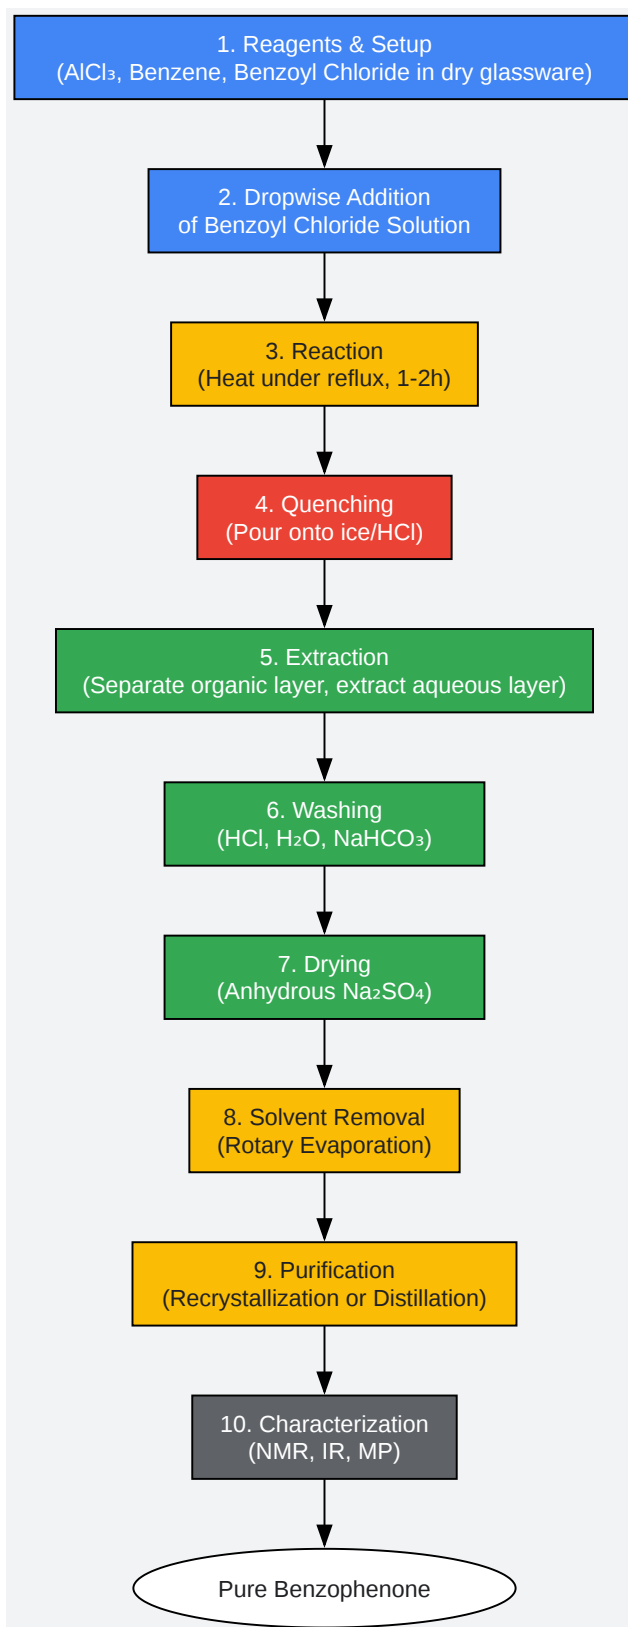 1. Reagents & Setup
(AlCl₃, Benzene, Benzoyl Chloride in dry glassware)
2. Dropwise Addition
of Benzoyl Chloride Solution
3. Reaction
(Heat under reflux, 1-2h)
4. Quenching
(Pour onto ice/HCl)
5. Extraction
(Separate organic layer, extract aqueous layer)
6. Washing
(HCl, H₂O, NaHCO₃)
7. Drying
(Anhydrous Na₂SO₄)
8. Solvent Removal
(Rotary Evaporation)
9. Purification
(Recrystallization or Distillation)
10. Characterization
(NMR, IR, MP)
Pure Benzophenone